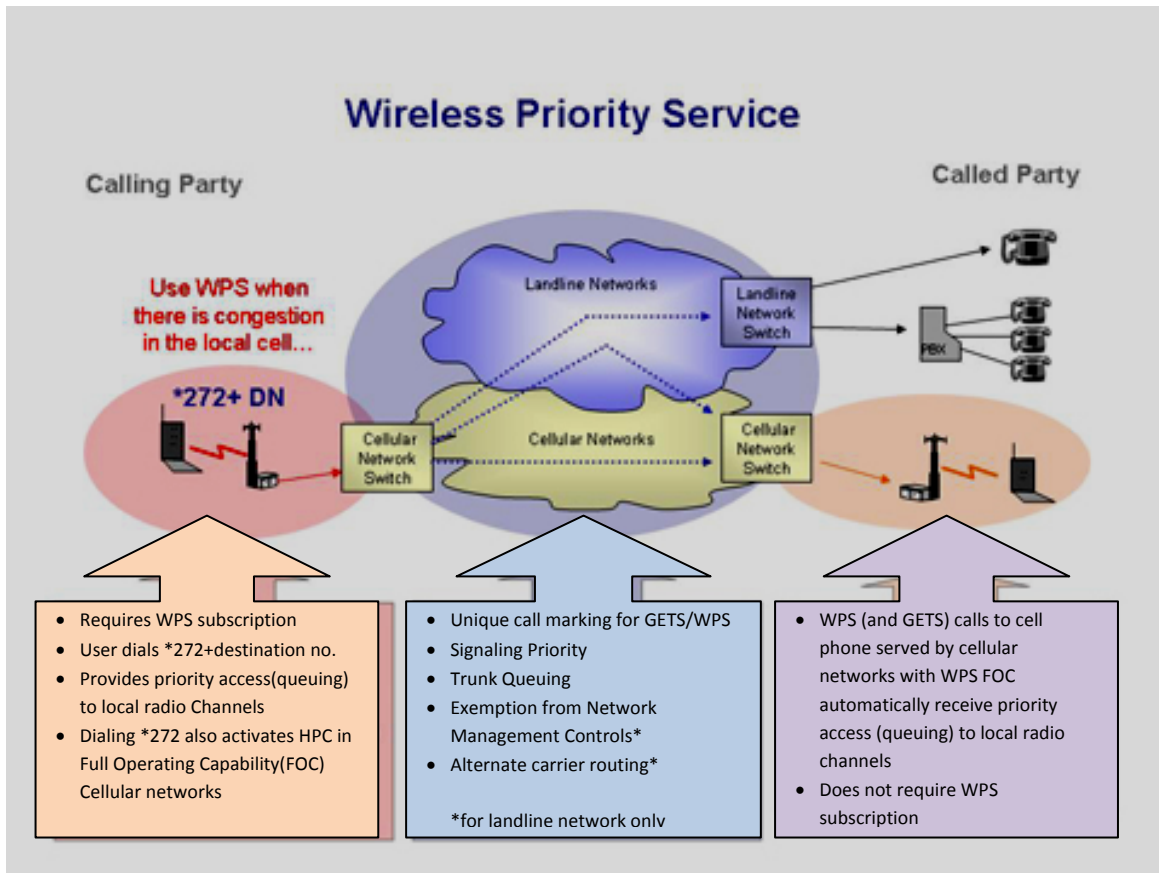 Wireless Priority Service
Calling Party
Called Party
Use WPS when
there is congestion
in the local cell...
*272+ DN
Landline Networks
Landline
Network
Switch
PBX
Cellular
Network
Switch
Cellular Networks
Cellular
Network
Switch
• Requires WPS subscription
• User dials *272+destination no.
• Provides priority access(queuing)
to local radio Channels
• Dialing *272 also activates HPC in
Full Operating Capability(FOC)
Cellular networks
• Unique call marking for GETS/WPS
• Signaling Priority
• Trunk Queuing
• Exemption from Network
Management Controls*
• Alternate carrier routing*
*for landline network only
• WPS (and GETS) calls to cell
phone served by cellular
networks with WPS FOC
automatically receive priority
access (queuing) to local radio
channels
• Does not require WPS
subscription